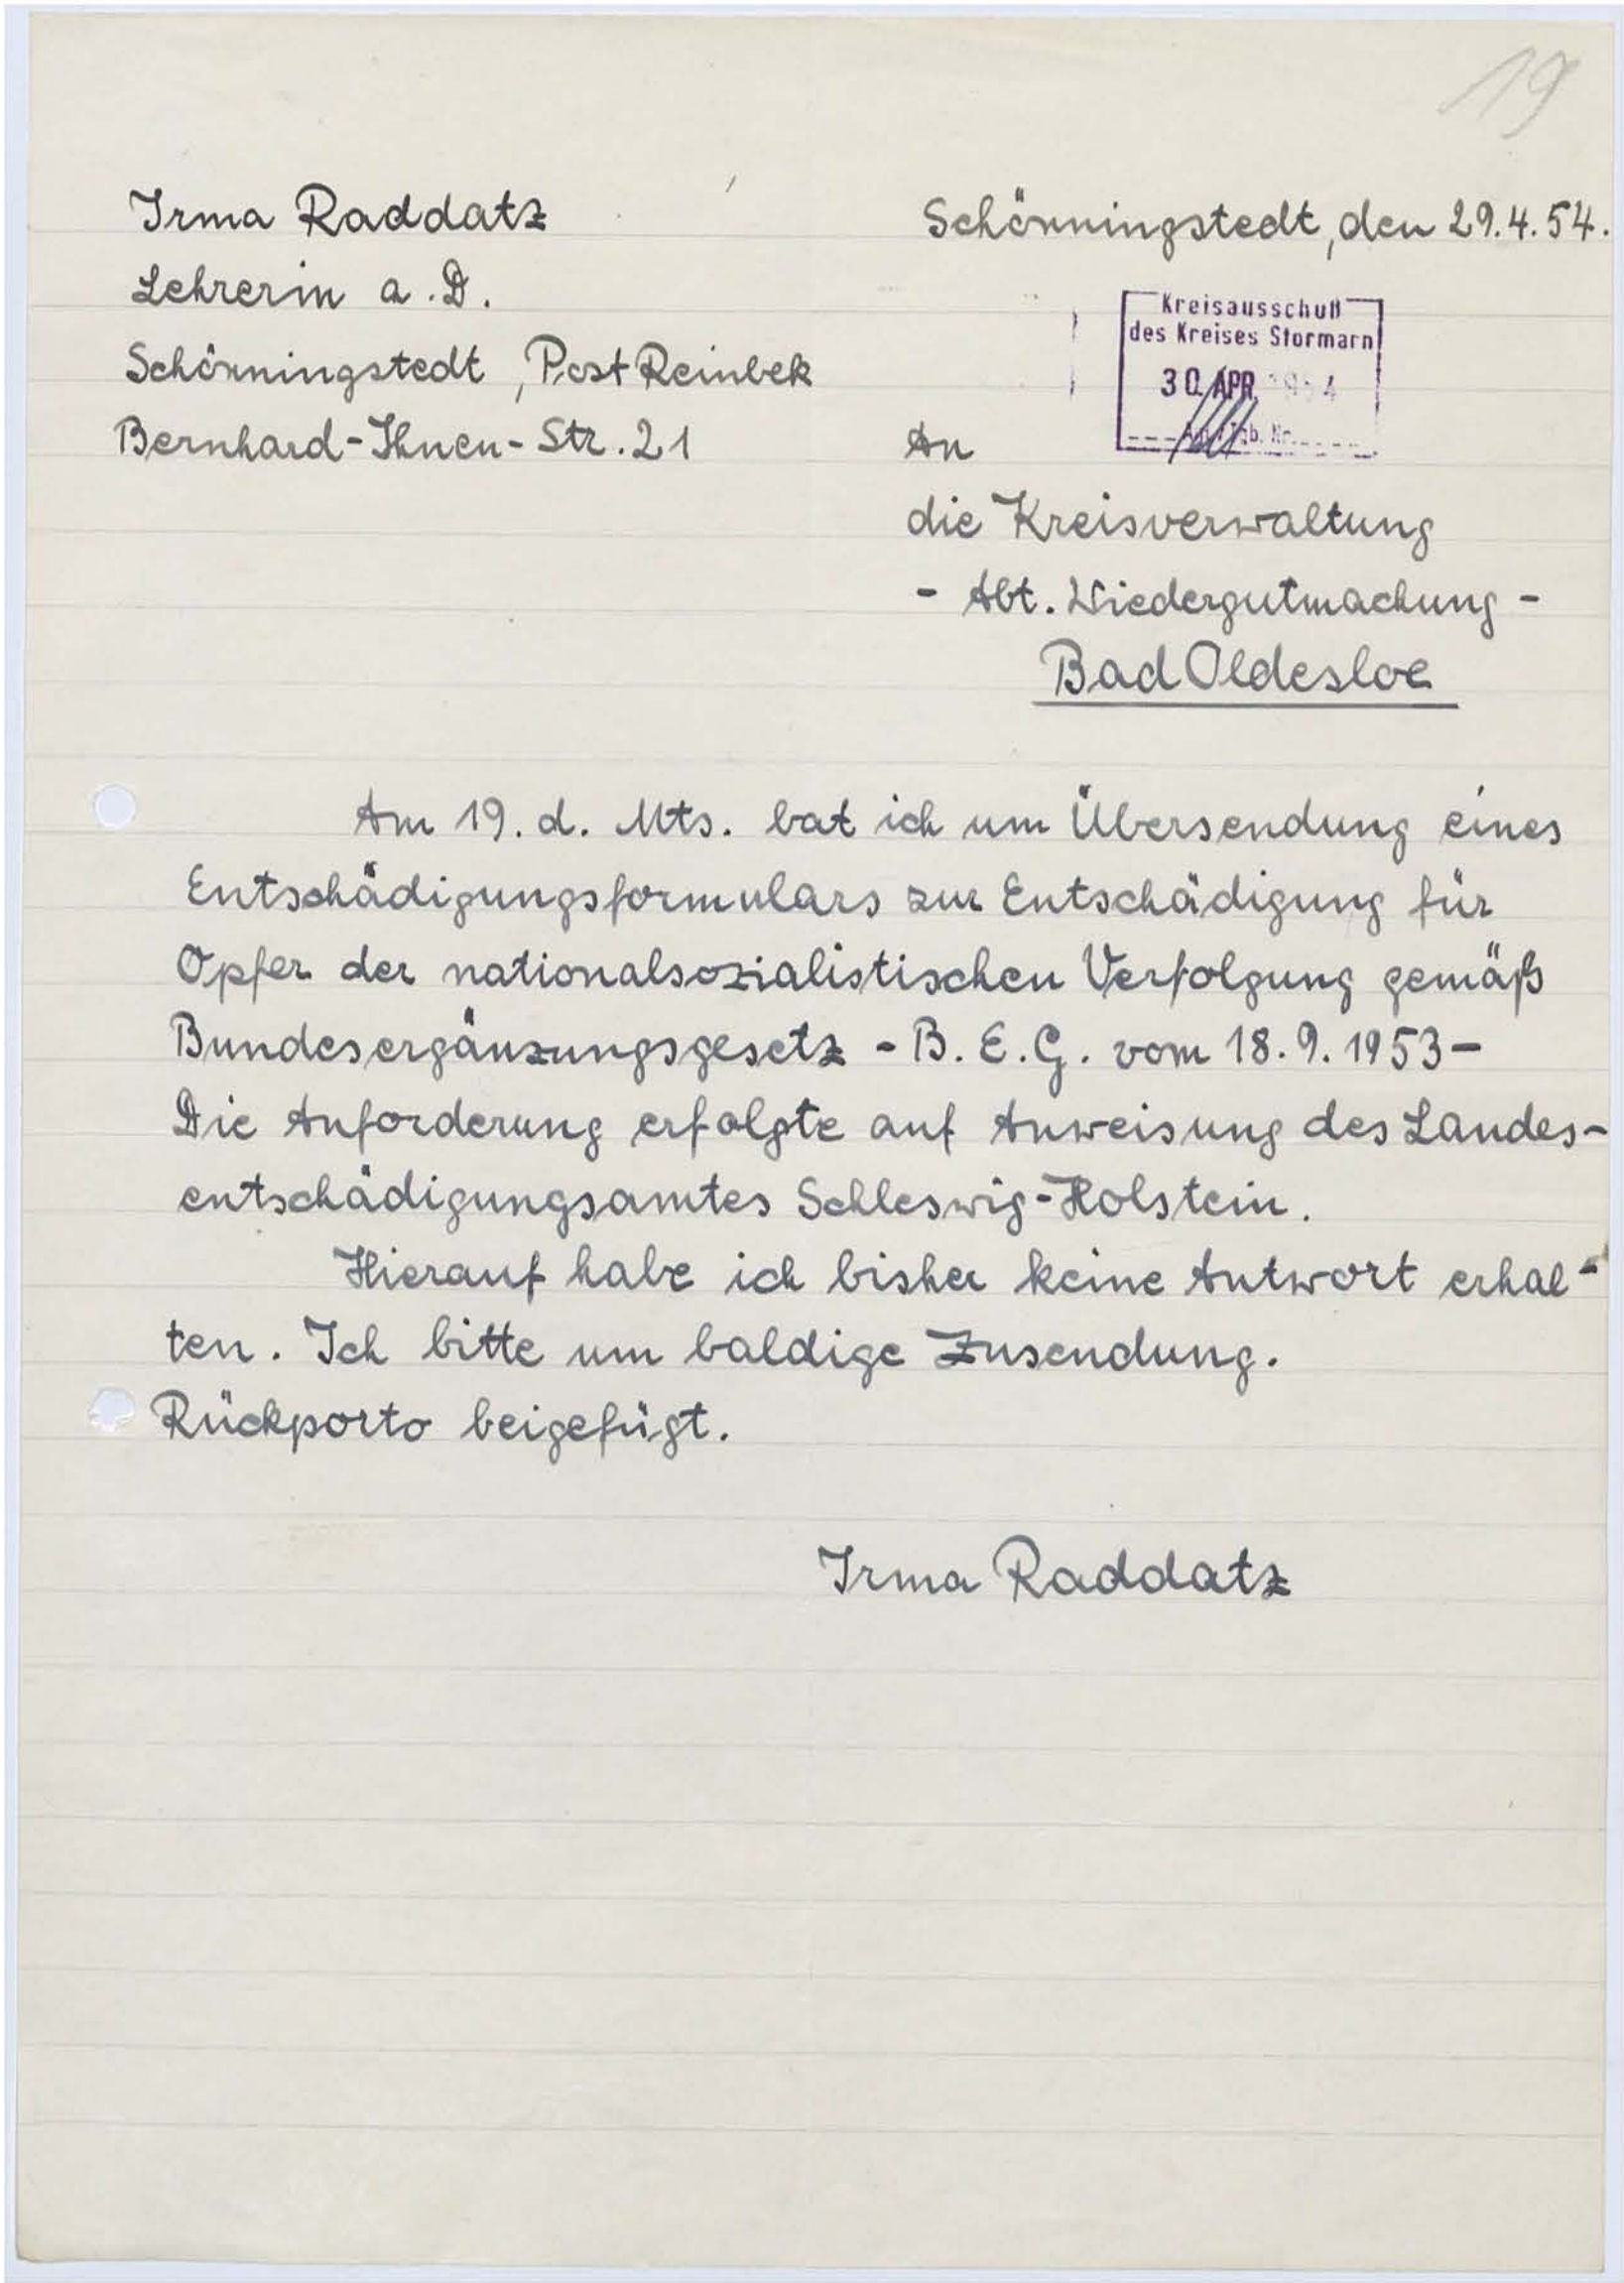 19
Irma Raddatz
Lehrerin a. D.
Schönningstedt, Post Reinbek
Bernhard-Ihnen-Str. 21
Schönningstedt, den 29.4.54.
Kreisausschuß
des Kreises Stormarn
30. APR. 1954
An
die Kreisverwaltung
- Abt. Wiedergutmachung -
Bad Oldesloe
Am 19. d. Mts. bat ich um Übersendung eines
Entschädigungsformulars zur Entschädigung für
Opfer der nationalsozialistischen Verfolgung gemäß
Bundesergänzungsgesetz - B. E. G. vom 18. 9. 1953 -
Die Anforderung erfolgte auf Anweisung des Landes-
entschädigungsamtes Schleswig-Holstein.
Hierauf habe ich bisher keine Antwort erhal-
ten. Ich bitte um baldige Zusendung.
Rückporto beigefügt.
Irma Raddatz